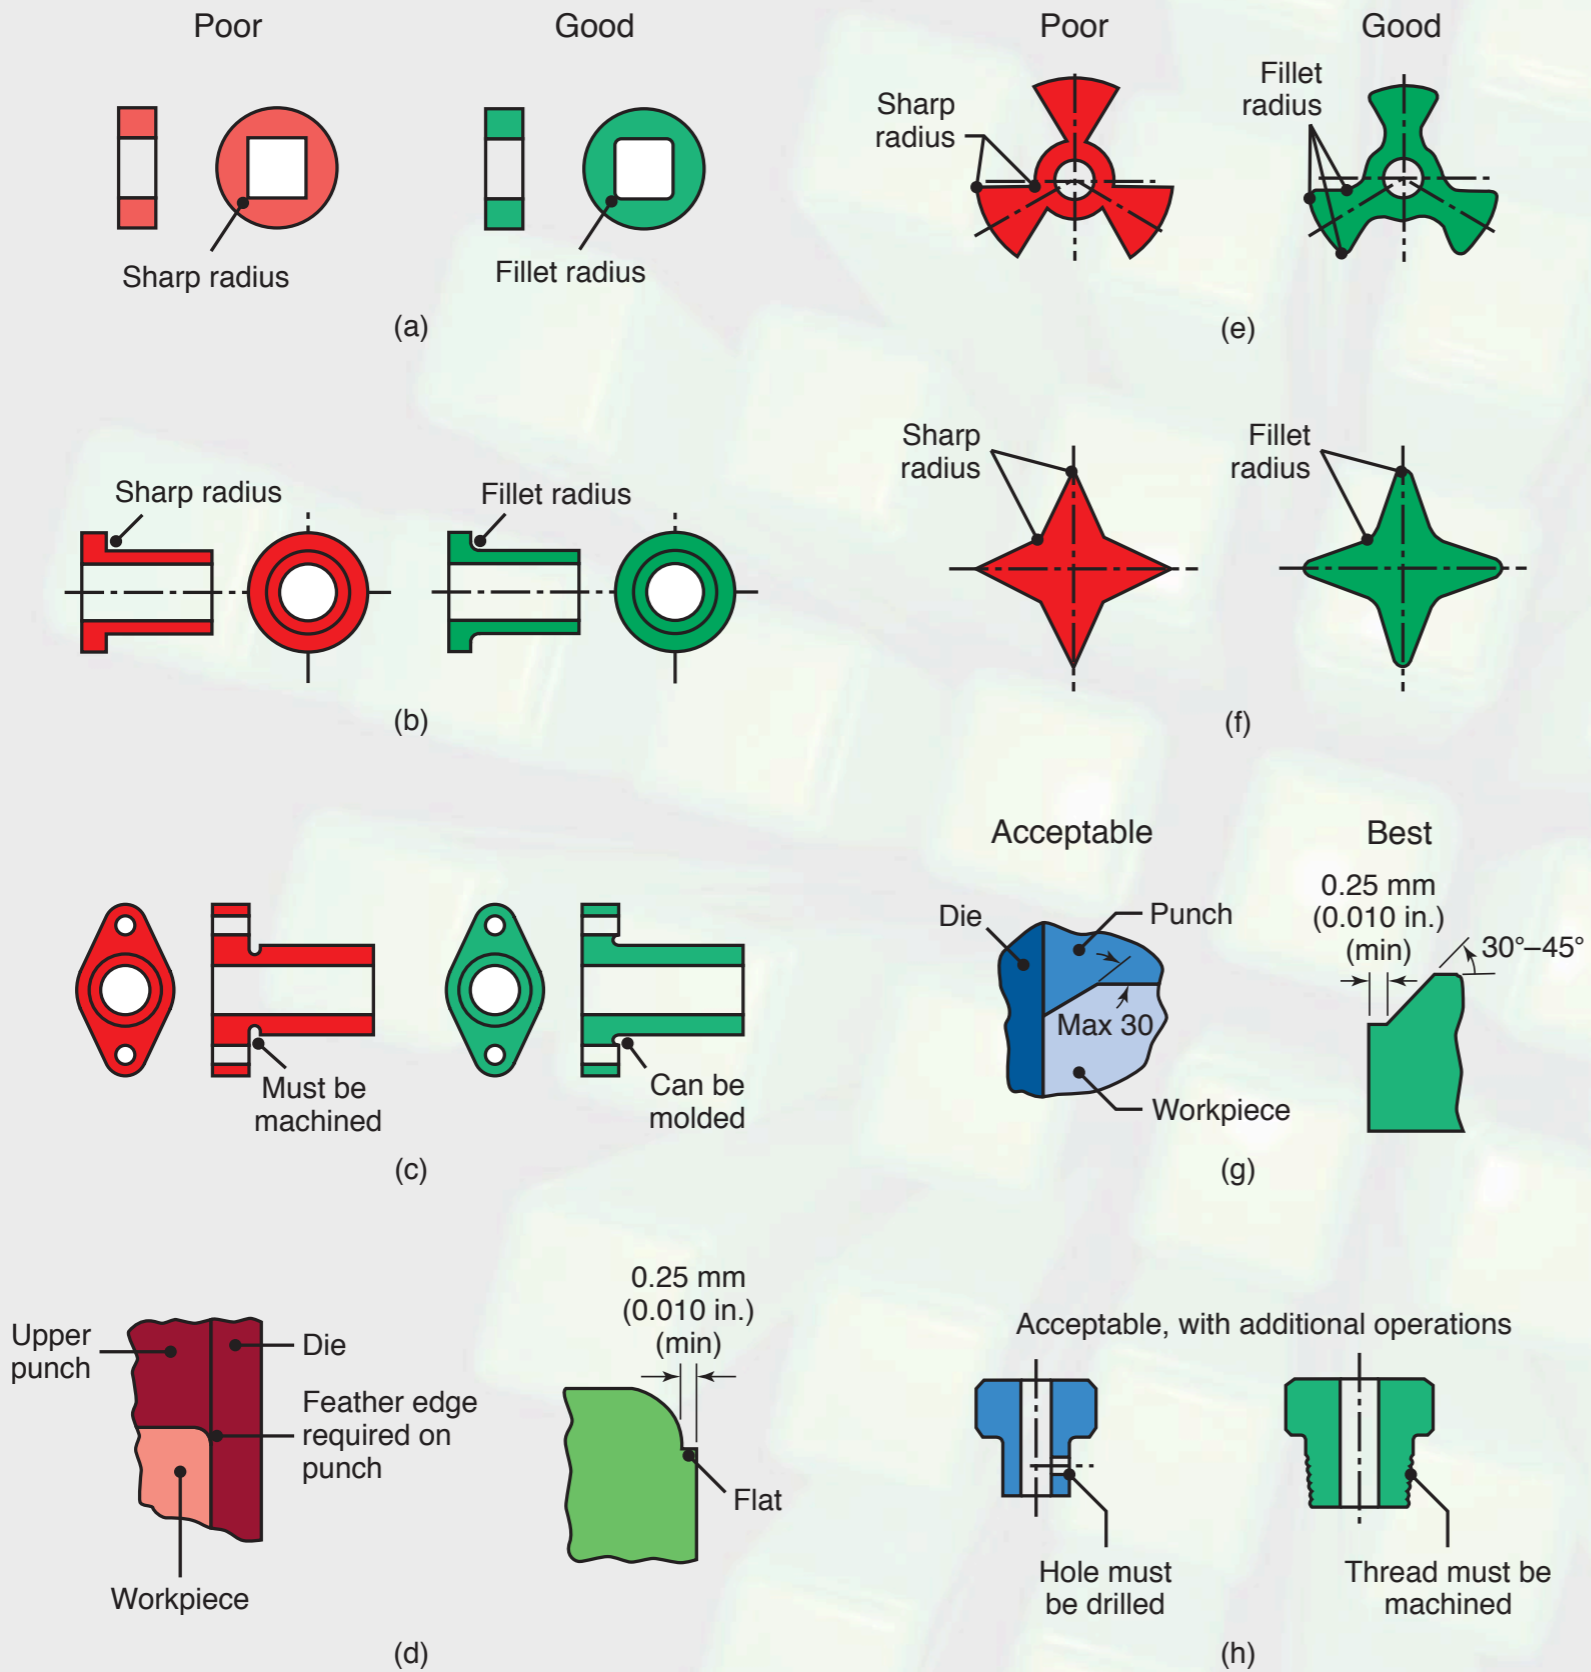 Poor
Good
Sharp radius
Fillet radius
(a)
Sharp radius
Fillet radius
(b)
Must be
machined
Can be
molded
(c)
Upper
punch
Die
Feather edge
required on
punch
Workpiece
0.25 mm
(0.010 in.)
(min)
Flat
(d)
Poor
Good
Sharp
radius
Fillet
radius
(e)
Sharp
radius
Fillet
radius
(f)
Acceptable
Best
Die
Punch
Max 30
Workpiece
0.25 mm
(0.010 in.)
(min)
30°–45°
(g)
Acceptable, with additional operations
Hole must
be drilled
Thread must be
machined
(h)